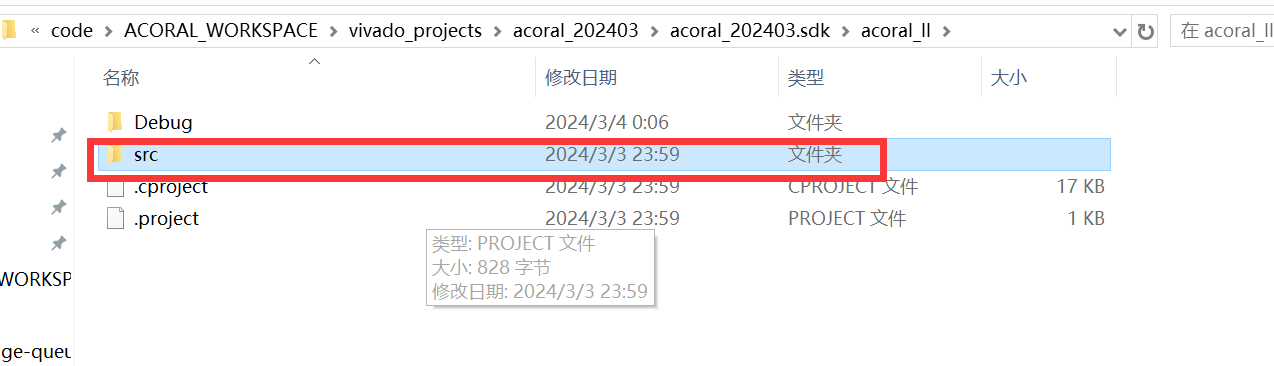 « code > ACORAL_WORKSPACE > vivado_projects > acoral_202403 > acoral_202403.sdk > acoral_ll > 在 acoral_ll
名称 修改日期 类型 大小
Debug 2024/3/4 0:06 文件夹
src 2024/3/3 23:59 文件夹
.cproject 2024/3/3 23:59 CPROJECT 文件 17 KB
.project 2024/3/3 23:59 PROJECT 文件 1 KB
类型: PROJECT 文件
大小: 828 字节
修改日期: 2024/3/3 23:59
WORKSP
ge-queu